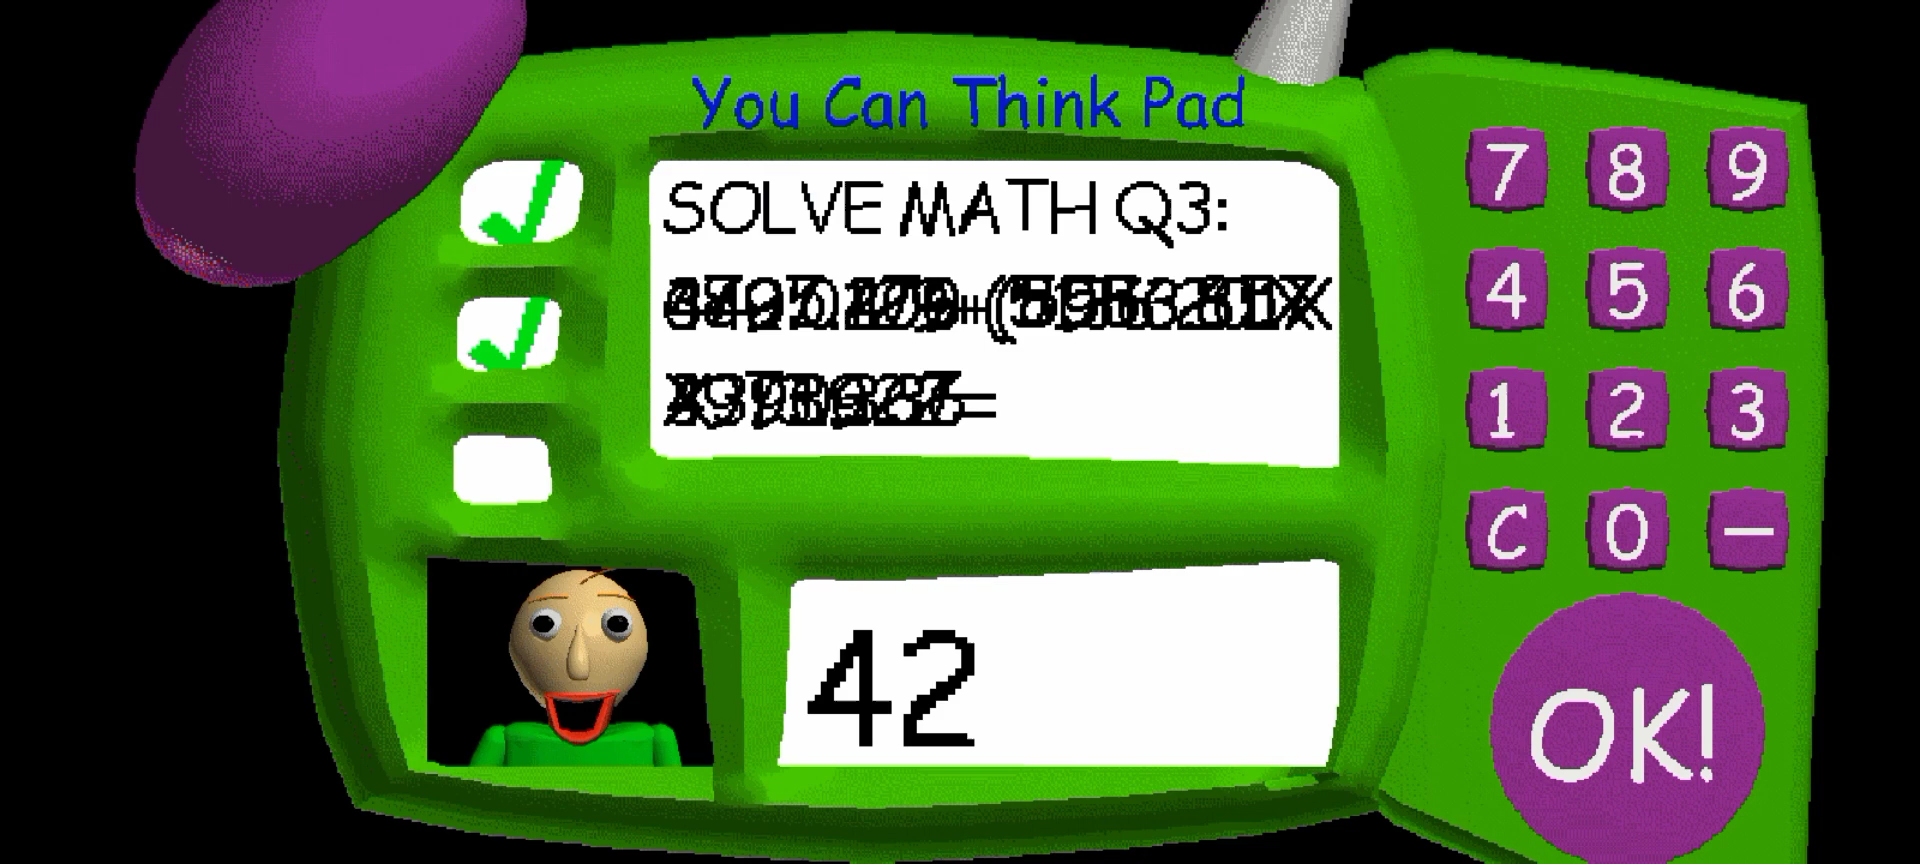 You Can Think Pad
SOLVE MATH Q3:
42
7 8 9
4 5 6
1 2 3
C 0 −
OK!